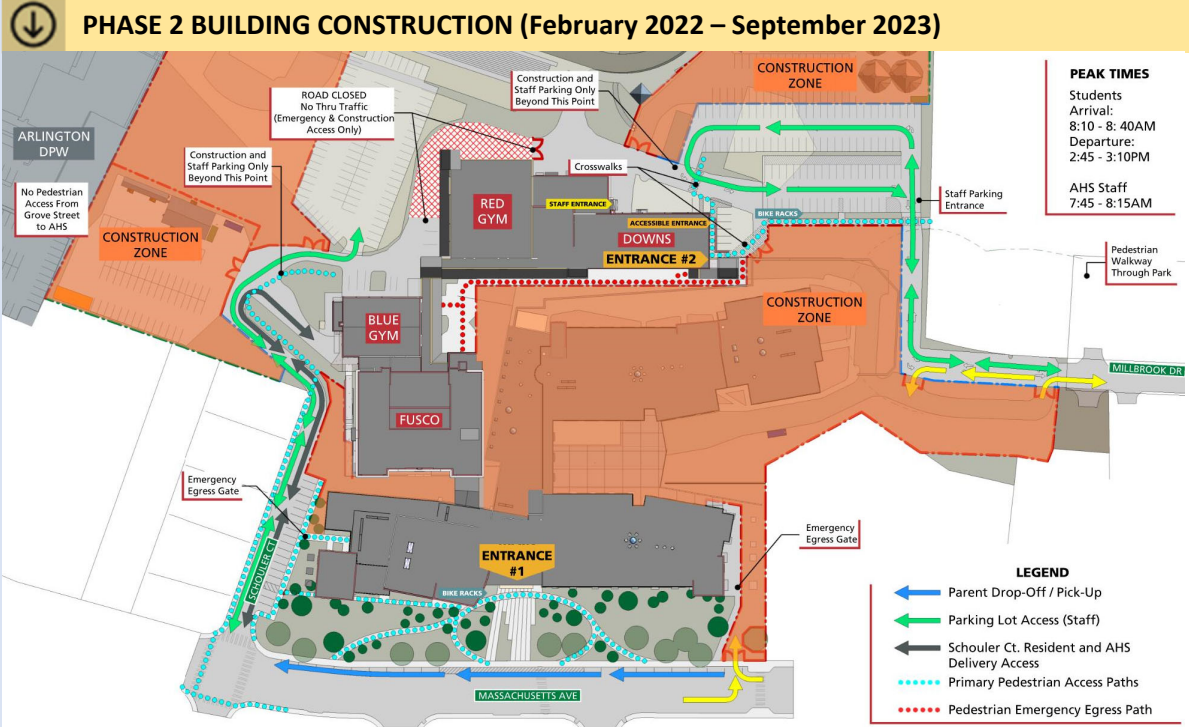 PHASE 2 BUILDING CONSTRUCTION (February 2022 – September 2023)
CONSTRUCTION
ZONE
Construction and
Staff Parking Only
Beyond This Point
ROAD CLOSED
No Thru Traffic
(Emergency & Construction
Access Only)
PEAK TIMES
Students
Arrival:
8:10 - 8: 40AM
Departure:
2:45 - 3:10PM
AHS Staff
7:45 - 8:15AM
ARLINGTON
DPW
Construction and
Staff Parking Only
Beyond This Point
Crosswalks
No Pedestrian
Access From
Grove Street
to AHS
RED
GYM
STAFF ENTRANCE
ACCESSIBLE ENTRANCE
BIKE RACKS
Staff Parking
Entrance
CONSTRUCTION
ZONE
DOWNS
ENTRANCE #2
Pedestrian
Walkway
Through Park
CONSTRUCTION
ZONE
BLUE
GYM
MILLBROOK DR
FUSCO
Emergency
Egress Gate
Emergency
Egress Gate
SCHOULER CT
ENTRANCE
#1
BIKE RACKS
MASSACHUSETTS AVE
LEGEND
Parent Drop-Off / Pick-Up
Parking Lot Access (Staff)
Schouler Ct. Resident and AHS
Delivery Access
Primary Pedestrian Access Paths
Pedestrian Emergency Egress Path